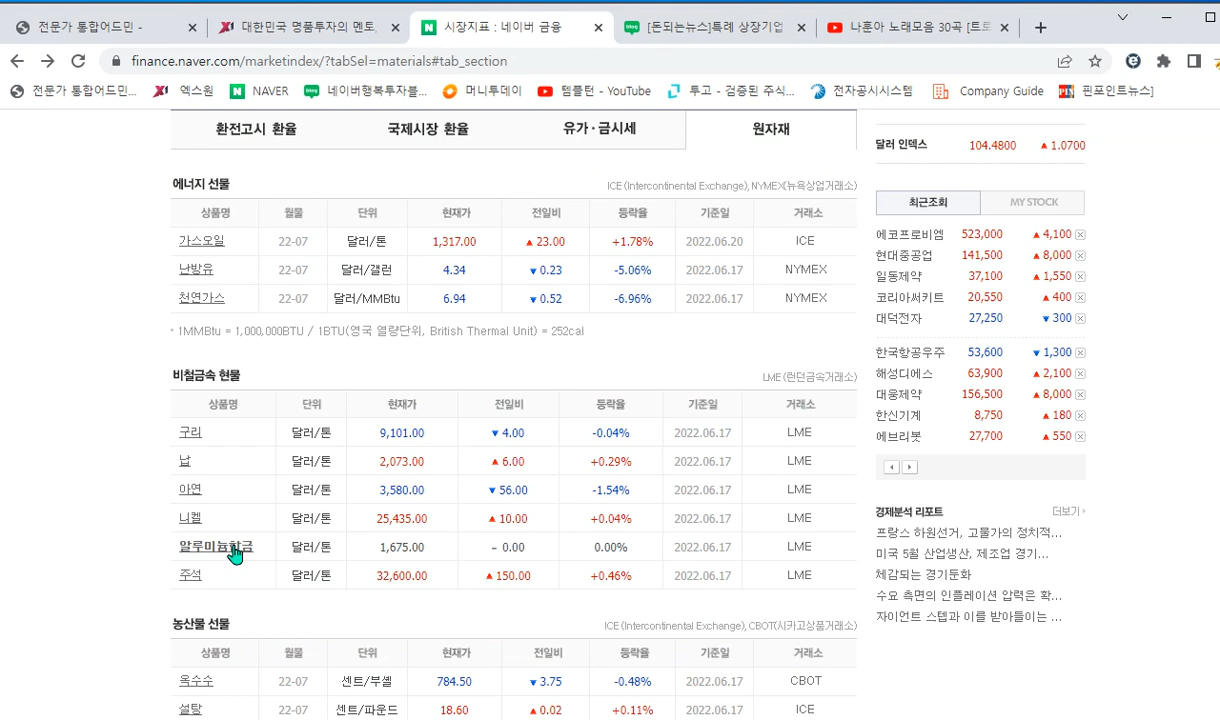 전문가 통합어드민 -
대한민국 명품투자의 멘토,
시장지표 : 네이버 금융
[돈되는뉴스]특례 상장기업
나훈아 노래모음 30곡 [트로
finance.naver.com/marketindex/?tabSel=materials#tab_section
전문가 통합어드민...
엑스원
NAVER
네이버행복투자블...
머니투데이
템플턴 - YouTube
투고 - 검증된 주식...
전자공시시스템
Company Guide
핀포인트뉴스]
환전고시 환율 국제시장 환율 유가·금시세 원자재
에너지 선물 ICE (Intercontinental Exchange), NYMEX(뉴욕상업거래소)
상품명 월물 단위 현재가 전일비 등락율 기준일 거래소
가스오일 22-07 달러/톤 1,317.00 ▲ 23.00 +1.78% 2022.06.20 ICE
난방유 22-07 달러/갤런 4.34 ▼ 0.23 -5.06% 2022.06.17 NYMEX
천연가스 22-07 달러/MMBtu 6.94 ▼ 0.52 -6.96% 2022.06.17 NYMEX
* 1MMBtu = 1,000,000BTU / 1BTU(영국 열량단위, British Thermal Unit) = 252cal
비철금속 현물 LME (런던금속거래소)
상품명 단위 현재가 전일비 등락율 기준일 거래소
구리 달러/톤 9,101.00 ▼ 4.00 -0.04% 2022.06.17 LME
납 달러/톤 2,073.00 ▲ 6.00 +0.29% 2022.06.17 LME
아연 달러/톤 3,580.00 ▼ 56.00 -1.54% 2022.06.17 LME
니켈 달러/톤 25,435.00 ▲ 10.00 +0.04% 2022.06.17 LME
알루미늄합금 달러/톤 1,675.00 - 0.00 0.00% 2022.06.17 LME
주석 달러/톤 32,600.00 ▲ 150.00 +0.46% 2022.06.17 LME
농산물 선물 ICE (Intercontinental Exchange), CBOT(시카고상품거래소)
상품명 월물 단위 현재가 전일비 등락율 기준일 거래소
옥수수 22-07 센트/부셸 784.50 ▼ 3.75 -0.48% 2022.06.17 CBOT
설탕 22-07 센트/파운드 18.60 ▲ 0.02 +0.11% 2022.06.17 ICE
달러 인덱스 104.4800 ▲ 1.0700
최근조회 MY STOCK
에코프로비엠 523,000 ▲ 4,100
현대중공업 141,500 ▲ 8,000
일동제약 37,100 ▲ 1,550
코리아써키트 20,550 ▲ 400
대덕전자 27,250 ▼ 300
한국항공우주 53,600 ▼ 1,300
해성디에스 63,900 ▲ 2,100
대웅제약 156,500 ▲ 8,000
한신기계 8,750 ▲ 180
에브리봇 27,700 ▲ 550
경제분석 리포트 더보기
프랑스 하원선거, 고물가의 정치적...
미국 5월 산업생산, 제조업 경기...
체감되는 경기둔화
수요 측면의 인플레이션 압력은 확...
자이언트 스텝과 이를 받아들이는 ...